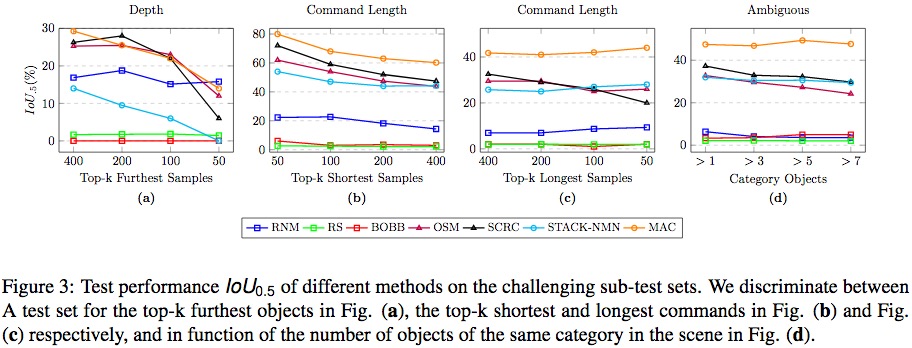 Depth
Command Length
Command Length
Ambiguous
IoU.5(%)
30
20
10
0
400
200
100
50
Top-k Furthest Samples
(a)
80
60
40
20
0
50
100
200
400
Top-k Shortest Samples
(b)
40
20
0
400
200
100
50
Top-k Longest Samples
(c)
40
20
0
> 1
> 3
> 5
> 7
Category Objects
(d)
RNM RS BOBB OSM SCRC STACK-NMN MAC
Figure 3: Test performance IoU0.5 of different methods on the challenging sub-test sets. We discriminate between
A test set for the top-k furthest objects in Fig. (a), the top-k shortest and longest commands in Fig. (b) and Fig.
(c) respectively, and in function of the number of objects of the same category in the scene in Fig. (d).